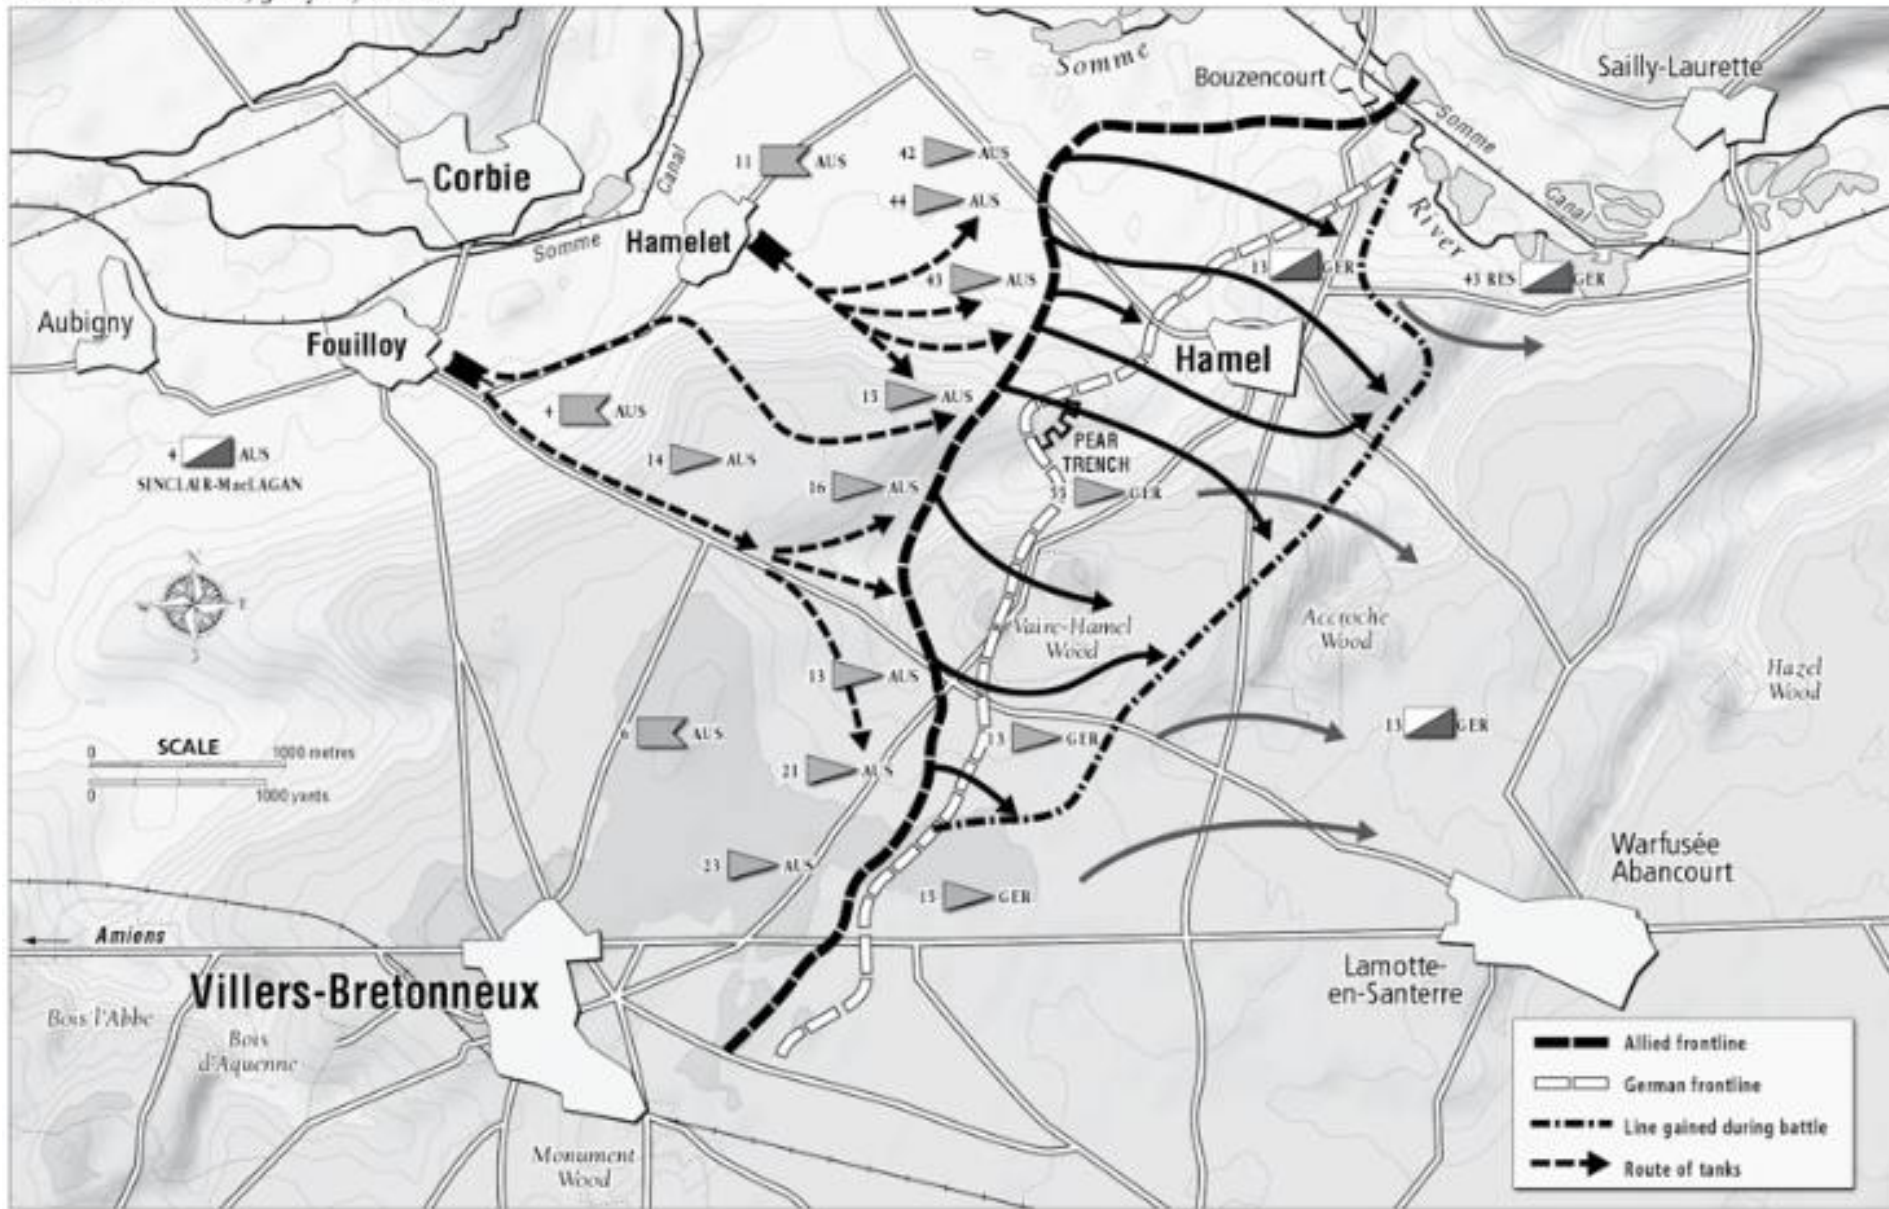 Somme
Bouzencourt
Sailly-Laurette
Corbie
Canal
11 AUS
42 AUS
44 AUS
Somme
Canal
River
Hamelet
Somme
43 AUS
13 GER
43 RES GER
Aubigny
Fouilloy
Hamel
4 AUS
15 AUS
PEAR
TRENCH
4 AUS
SINCLAIR-MacLAGAN
14 AUS
16 AUS
55 GER
N
W
E
S
Vaire-Hamel
Wood
Accroche
Wood
Hazel
Wood
13 AUS
6 AUS
13 GER
13 GER
SCALE
0 1000 metres
0 1000 yards
21 AUS
23 AUS
15 GER
Warfusée
Abancourt
Amiens
Villers-Bretonneux
Lamotte-
en-Santerre
Bois l'Abbe
Bois
d'Aquenne
Monument
Wood
Allied frontline
German frontline
Line gained during battle
Route of tanks